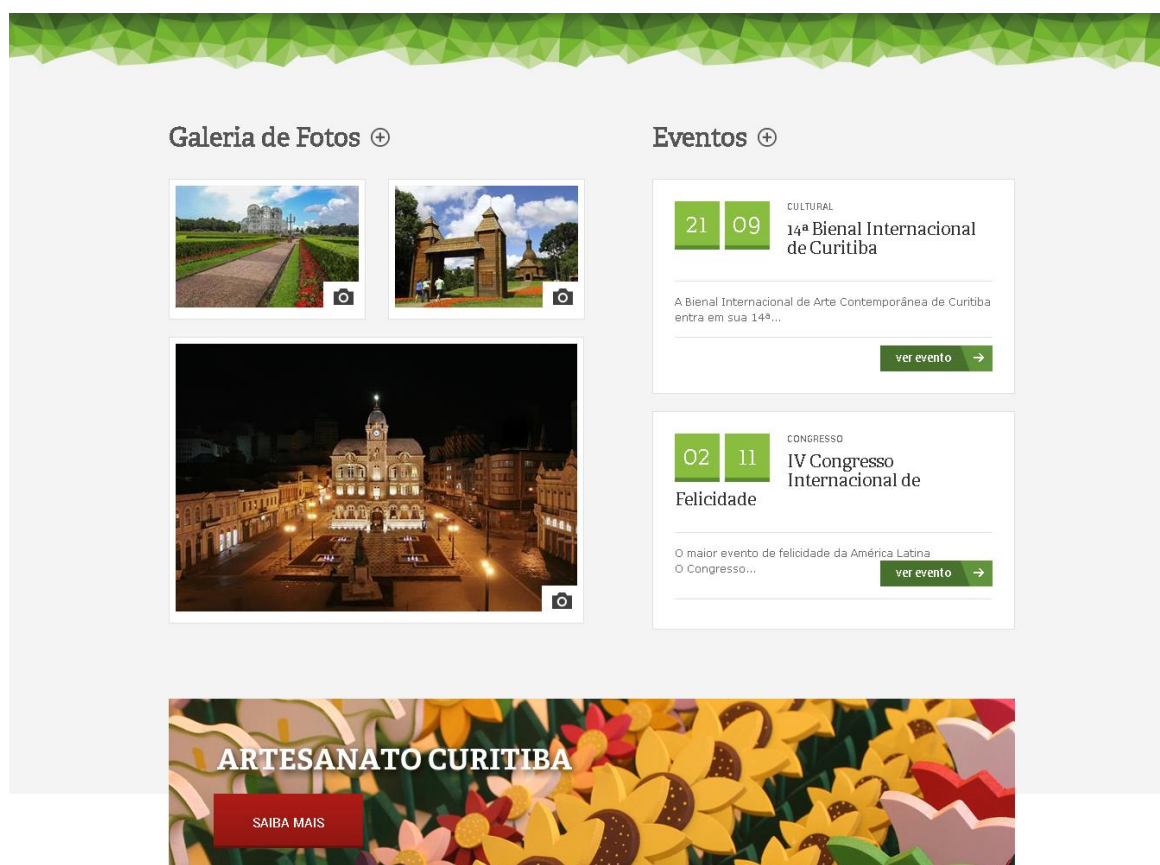 Galeria de Fotos
Eventos
21 09
CULTURAL
14ª Bienal Internacional
de Curitiba
A Bienal Internacional de Arte Contemporânea de Curitiba
entra em sua 14ª...
ver evento
02 11
CONGRESSO
IV Congresso
Internacional de
Felicidade
O maior evento de felicidade da América Latina
O Congresso...
ver evento
ARTESANATO CURITIBA
SAIBA MAIS